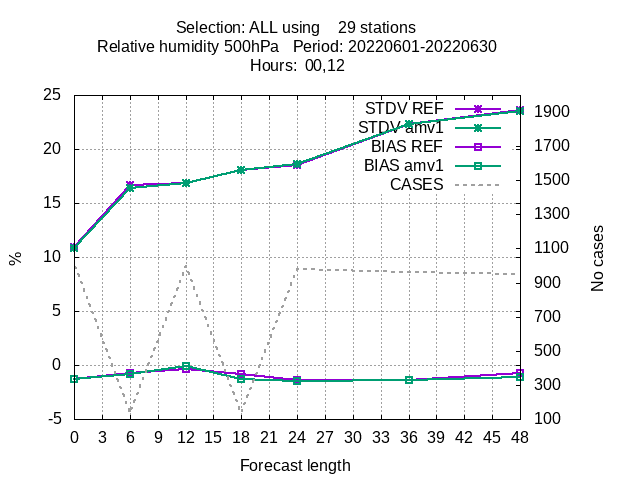 Selection: ALL using 29 stations
Relative humidity 500hPa Period: 20220601-20220630
Hours: 00,12
STDV REF
STDV amv1
BIAS REF
BIAS amv1
CASES
25
20
15
10
5
0
-5
%
1900
1700
1500
1300
1100
900
700
500
300
100
No cases
0 3 6 9 12 15 18 21 24 27 30 33 36 39 42 45 48
Forecast length